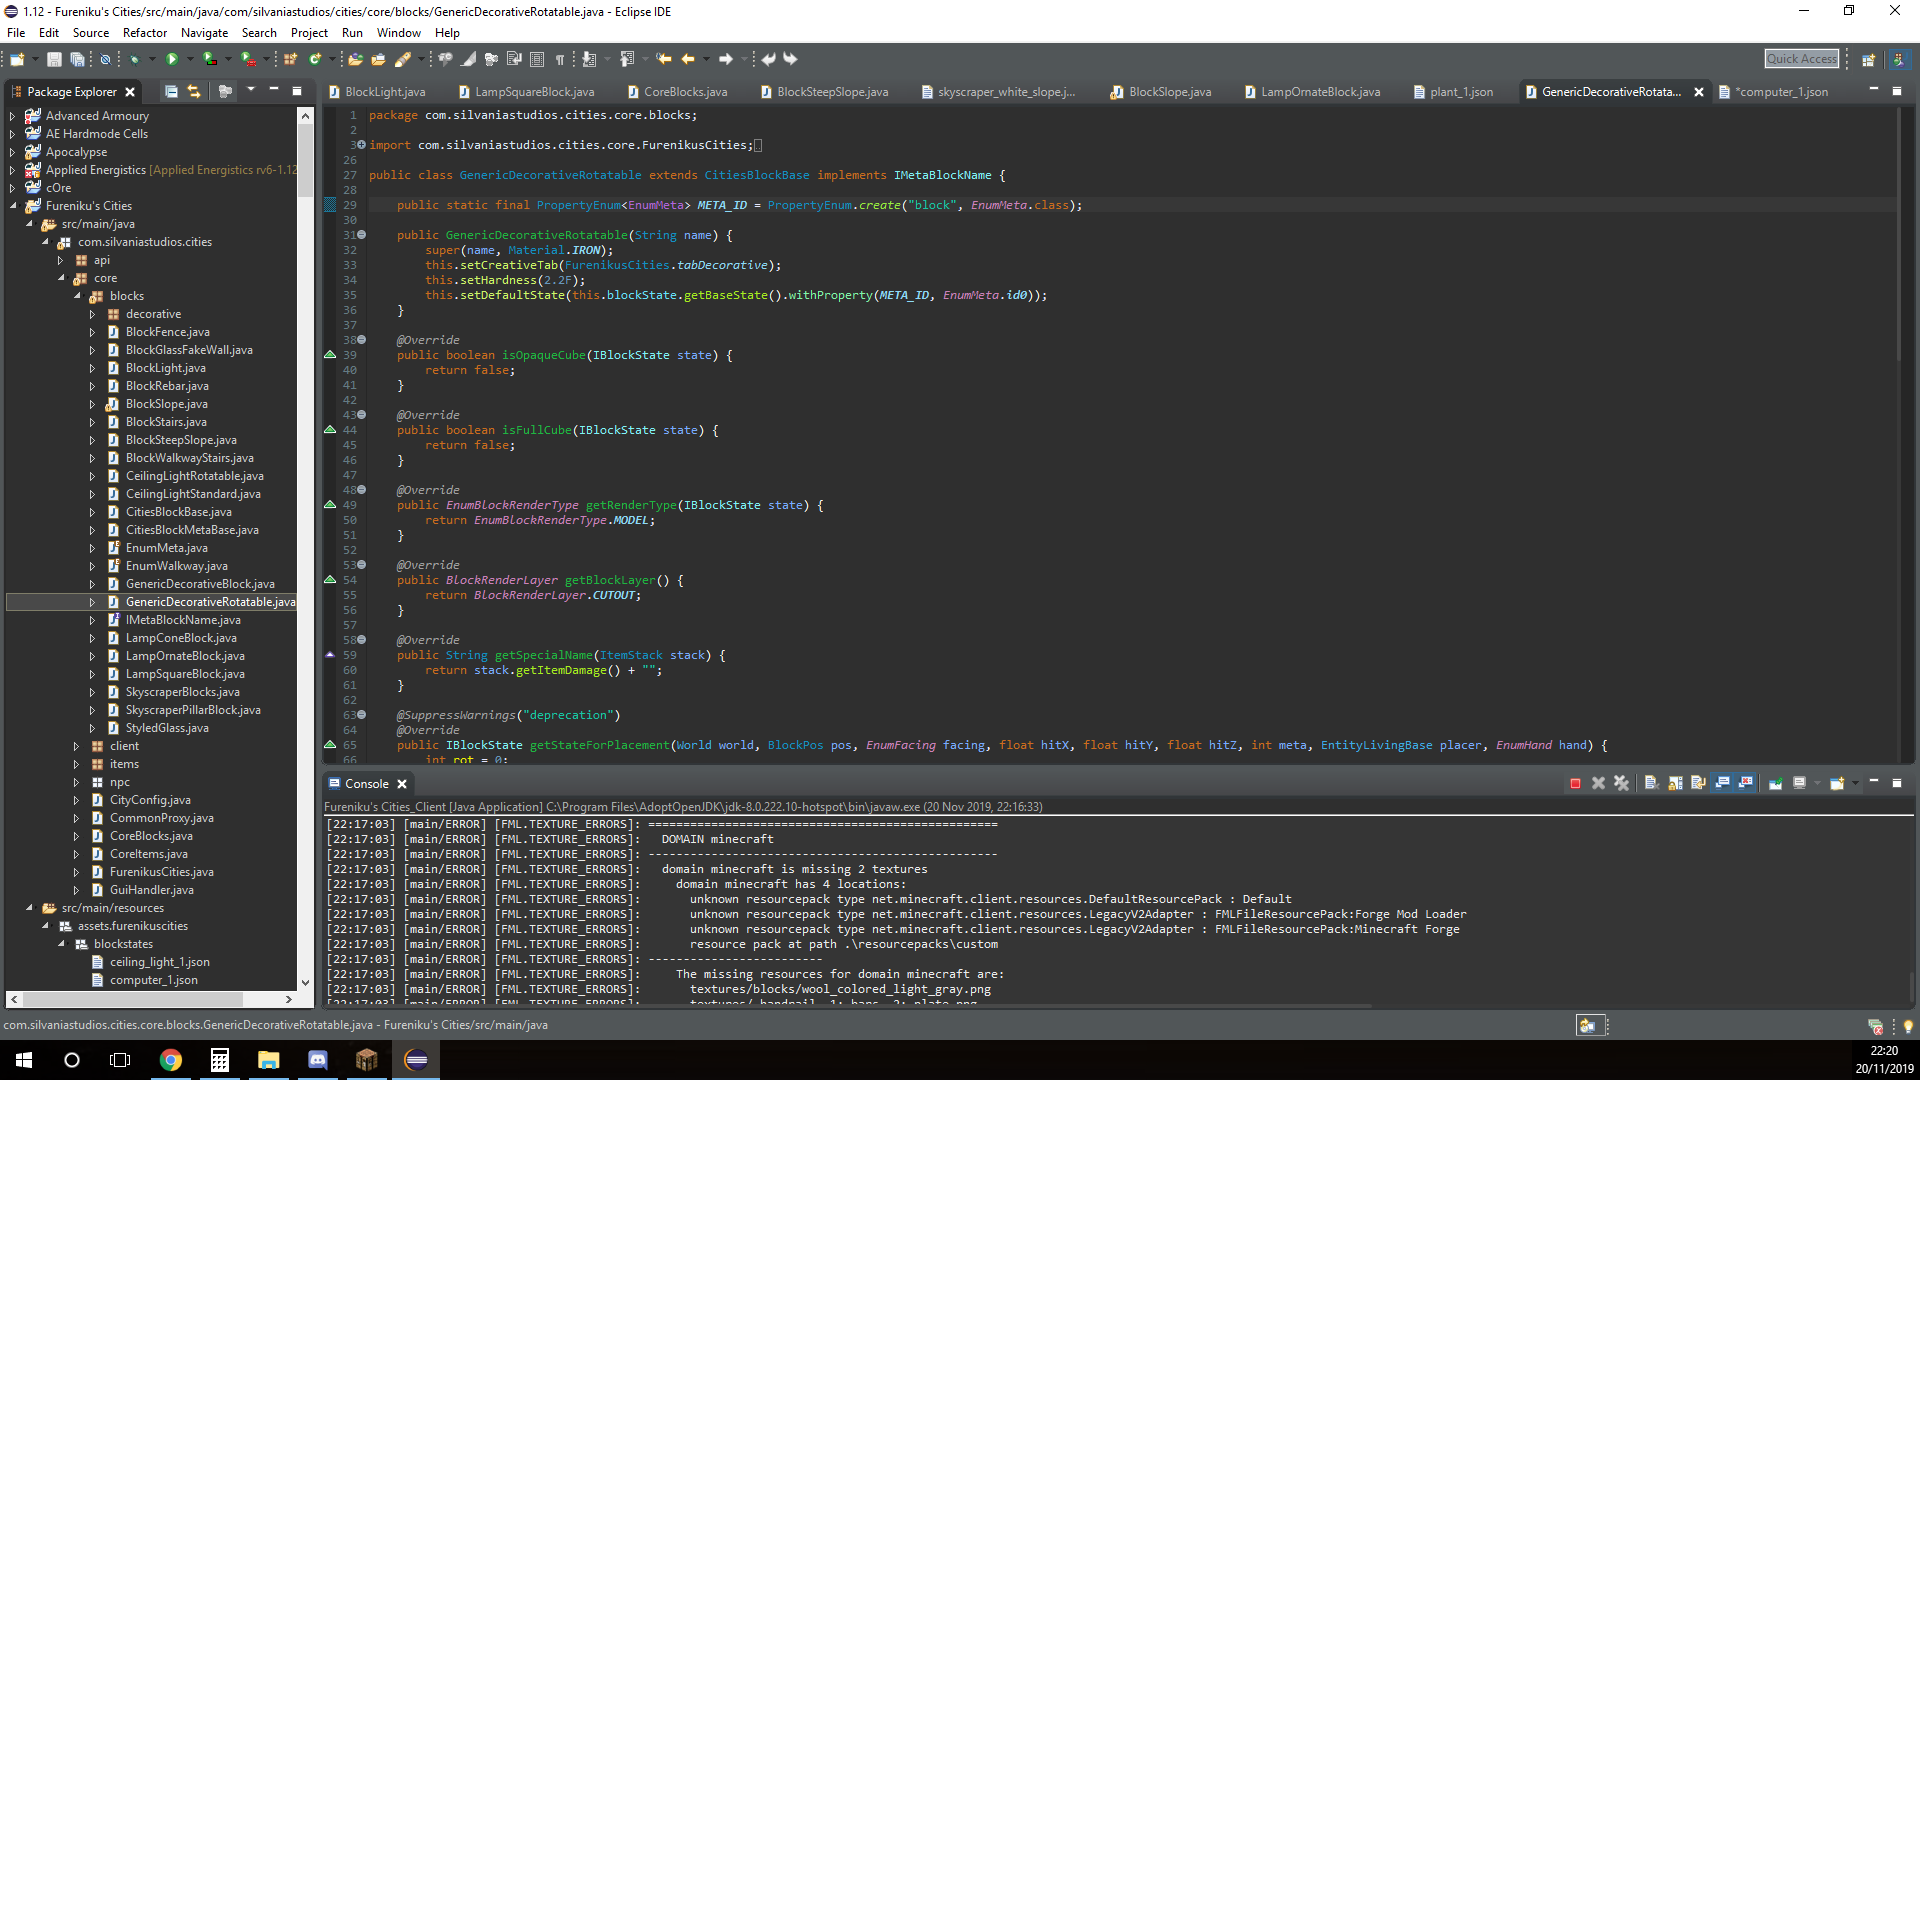 1.12 - Fureniku's Cities/src/main/java/com/silvaniastudios/cities/core/blocks/GenericDecorativeRotatable.java - Eclipse IDE
File Edit Source Refactor Navigate Search Project Run Window Help
Quick Access
Package Explorer
BlockLight.java LampSquareBlock.java CoreBlocks.java BlockSteepSlope.java skyscraper_white_slope.j... BlockSlope.java LampOrnateBlock.java plant_1.json GenericDecorativeRotata... *computer_1.json
Advanced Armoury
AE Hardmode Cells
Apocalypse
Applied Energistics [Applied Energistics rv6-1.12
cOre
Fureniku's Cities
src/main/java
com.silvaniastudios.cities
api
core
blocks
decorative
BlockFence.java
BlockGlassFakeWall.java
BlockLight.java
BlockRebar.java
BlockSlope.java
BlockStairs.java
BlockSteepSlope.java
BlockWalkwayStairs.java
CeilingLightRotatable.java
CeilingLightStandard.java
CitiesBlockBase.java
CitiesBlockMetaBase.java
EnumMeta.java
EnumWalkway.java
GenericDecorativeBlock.java
GenericDecorativeRotatable.java
IMetaBlockName.java
LampConeBlock.java
LampOrnateBlock.java
LampSquareBlock.java
SkyscraperBlocks.java
SkyscraperPillarBlock.java
StyledGlass.java
client
items
npc
CityConfig.java
CommonProxy.java
CoreBlocks.java
CoreItems.java
FurenikusCities.java
GuiHandler.java
src/main/resources
assets.furenikuscities
blockstates
ceiling_light_1.json
computer_1.json
1 package com.silvaniastudios.cities.core.blocks;
2
3 import com.silvaniastudios.cities.core.FurenikusCities;
26
27 public class GenericDecorativeRotatable extends CitiesBlockBase implements IMetaBlockName {
28
29 public static final PropertyEnum<EnumMeta> META_ID = PropertyEnum.create("block", EnumMeta.class);
30
31 public GenericDecorativeRotatable(String name) {
32 super(name, Material.IRON);
33 this.setCreativeTab(FurenikusCities.tabDecorative);
34 this.setHardness(2.2F);
35 this.setDefaultState(this.blockState.getBaseState().withProperty(META_ID, EnumMeta.id0));
36 }
37
38 @Override
39 public boolean isOpaqueCube(IBlockState state) {
40 return false;
41 }
42
43 @Override
44 public boolean isFullCube(IBlockState state) {
45 return false;
46 }
47
48 @Override
49 public EnumBlockRenderType getRenderType(IBlockState state) {
50 return EnumBlockRenderType.MODEL;
51 }
52
53 @Override
54 public BlockRenderLayer getBlockLayer() {
55 return BlockRenderLayer.CUTOUT;
56 }
57
58 @Override
59 public String getSpecialName(ItemStack stack) {
60 return stack.getItemDamage() + "";
61 }
62
63 @SuppressWarnings("deprecation")
64 @Override
65 public IBlockState getStateForPlacement(World world, BlockPos pos, EnumFacing facing, float hitX, float hitY, float hitZ, int meta, EntityLivingBase placer, EnumHand hand) {
66 int rot = 0;
Console
Fureniku's Cities_Client [Java Application] C:\Program Files\AdoptOpenJDK\jdk-8.0.222.10-hotspot\bin\javaw.exe (20 Nov 2019, 22:16:33)
[22:17:03] [main/ERROR] [FML.TEXTURE_ERRORS]: ==================================================
[22:17:03] [main/ERROR] [FML.TEXTURE_ERRORS]: DOMAIN minecraft
[22:17:03] [main/ERROR] [FML.TEXTURE_ERRORS]: --------------------------------------------------
[22:17:03] [main/ERROR] [FML.TEXTURE_ERRORS]: domain minecraft is missing 2 textures
[22:17:03] [main/ERROR] [FML.TEXTURE_ERRORS]: domain minecraft has 4 locations:
[22:17:03] [main/ERROR] [FML.TEXTURE_ERRORS]: unknown resourcepack type net.minecraft.client.resources.DefaultResourcePack : Default
[22:17:03] [main/ERROR] [FML.TEXTURE_ERRORS]: unknown resourcepack type net.minecraft.client.resources.LegacyV2Adapter : FMLFileResourcePack:Forge Mod Loader
[22:17:03] [main/ERROR] [FML.TEXTURE_ERRORS]: unknown resourcepack type net.minecraft.client.resources.LegacyV2Adapter : FMLFileResourcePack:Minecraft Forge
[22:17:03] [main/ERROR] [FML.TEXTURE_ERRORS]: resource pack at path .\resourcepacks\custom
[22:17:03] [main/ERROR] [FML.TEXTURE_ERRORS]: -------------------------
[22:17:03] [main/ERROR] [FML.TEXTURE_ERRORS]: The missing resources for domain minecraft are:
[22:17:03] [main/ERROR] [FML.TEXTURE_ERRORS]: textures/blocks/wool_colored_light_gray.png
[22:17:03] [main/ERROR] [FML.TEXTURE_ERRORS]:
com.silvaniastudios.cities.core.blocks.GenericDecorativeRotatable.java - Fureniku's Cities/src/main/java
22:20
20/11/2019